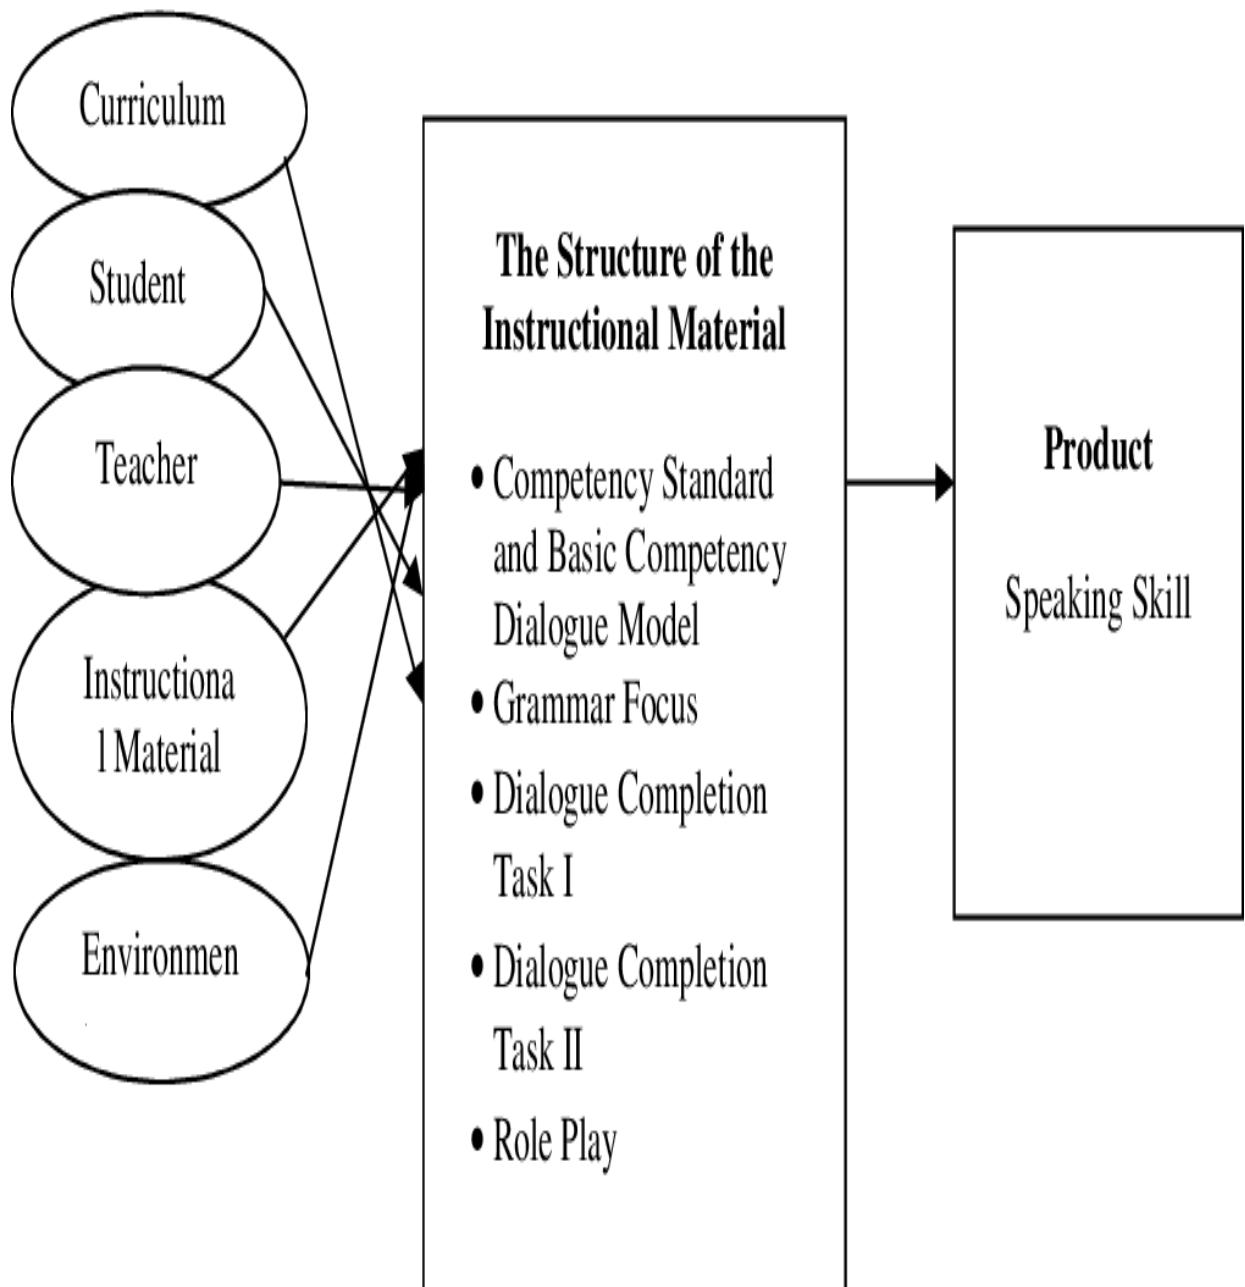 Curriculum
Student
Teacher
Instructiona
l Material
Environmen
The Structure of the
Instructional Material
• Competency Standard
and Basic Competency
Dialogue Model
• Grammar Focus
• Dialogue Completion
Task I
• Dialogue Completion
Task II
• Role Play
Product
Speaking Skill